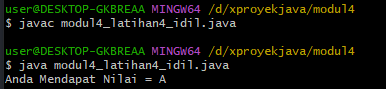 user@DESKTOP-GKBREAA MINGW64 /d/xproyekjava/modul4
$ javac modul4_latihan4_idil.java
user@DESKTOP-GKBREAA MINGW64 /d/xproyekjava/modul4
$ java modul4_latihan4_idil.java
Anda Mendapat Nilai = A